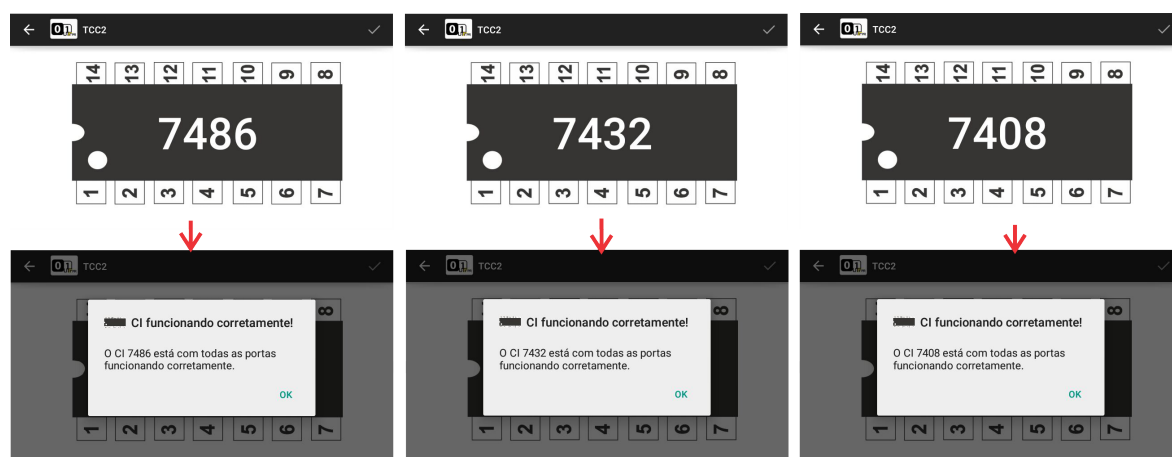 TCC2
14 13 12 11 10 9 8
7486
1 2 3 4 5 6 7
TCC2
14 13 12 11 10 9 8
7432
1 2 3 4 5 6 7
TCC2
14 13 12 11 10 9 8
7408
1 2 3 4 5 6 7
TCC2
8
CI funcionando corretamente!
O CI 7486 está com todas as portas
funcionando corretamente.
OK
1 2 3 4 5 6 7
TCC2
8
CI funcionando corretamente!
O CI 7432 está com todas as portas
funcionando corretamente.
OK
1 2 3 4 5 6 7
TCC2
8
CI funcionando corretamente!
O CI 7408 está com todas as portas
funcionando corretamente.
OK
1 2 3 4 5 6 7